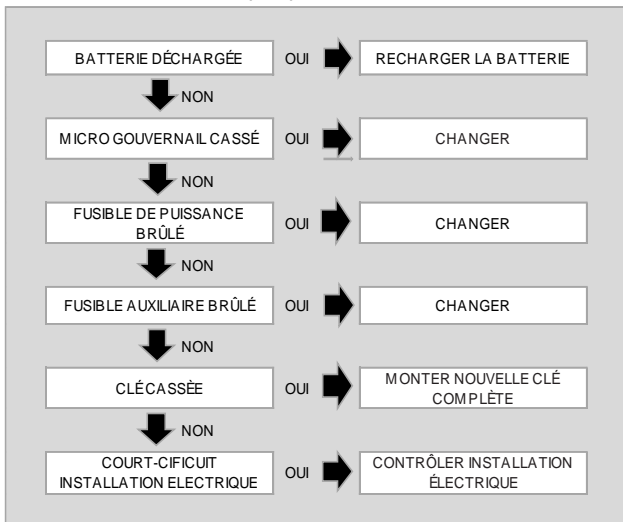 BATTERIE DÉCHARGÉE OUI RECHARGER LA BATTERIE
NON
MICRO GOUVERNAIL CASSÉ OUI CHANGER
NON
FUSIBLE DE PUISSANCE
BRÛLÉ
OUI
CHANGER
NON
FUSIBLE AUXILIAIRE BRÛLÉ OUI CHANGER
NON
CLÉ CASSÈE
OUI
MONTER NOUVELLE CLÉ
COMPLÈTE
NON
COURT-CIFICUIT
INSTALLATION ELECTRIQUE
OUI
CONTRÔLER INSTALLATION
ÉLECTRIQUE